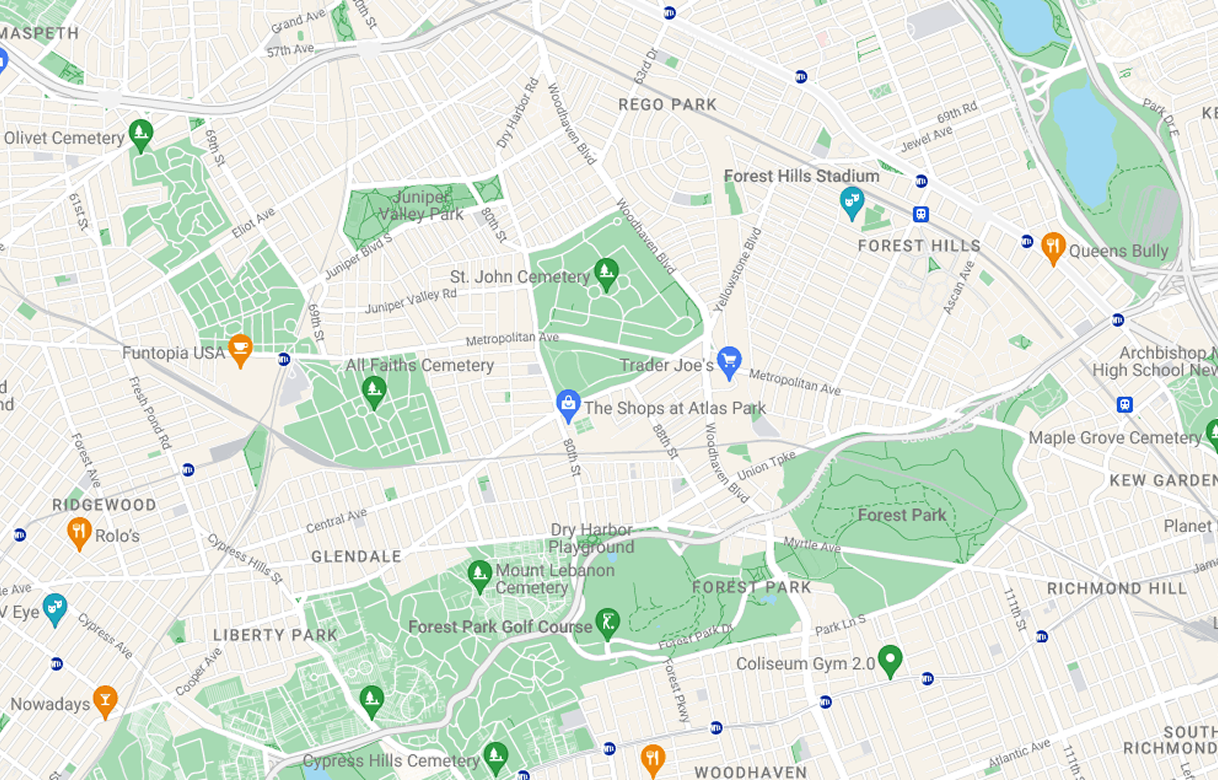 MASPETH
Grand Ave
57th Ave
80th St
63rd Dr
REGO PARK
Dry Harbor Rd
Woodhaven Blvd
69th Rd
Jewel Ave
Park Dr E
Olivet Cemetery
69th St
61st St
Eliot Ave
Juniper
Valley Park
80th St
Juniper Blvd S
Woodhaven Blvd
Forest Hills Stadium
FOREST HILLS
Queens Bully
St. John Cemetery
Yellowstone Blvd
Ascan Ave
Juniper Valley Rd
69th St
Metropolitan Ave
Funtopia USA
All Faiths Cemetery
Trader Joe's
Metropolitan Ave
Archbishop
High School New
The Shops at Atlas Park
Fresh Pond Rd
Forest Ave
80th St
88th St
Woodhaven Blvd
Union Tpke
Maple Grove Cemetery
KEW GARDEN
RIDGEWOOD
Rolo's
Central Ave
Forest Park
Planet
Dry Harbor
Playground
Cypress Hills St
GLENDALE
Myrtle Ave
Mount Lebanon
Cemetery
FOREST PARK
RICHMOND HILL
111th St
V Eye
Cypress Ave
LIBERTY PARK
Forest Park Golf Course
Forest Park Dr
Park Ln S
Cooper Ave
Coliseum Gym 2.0
Forest Pkwy
Nowadays
Cypress Hills Cemetery
WOODHAVEN
Atlantic Ave
111th
SOUTH
RICHMOND